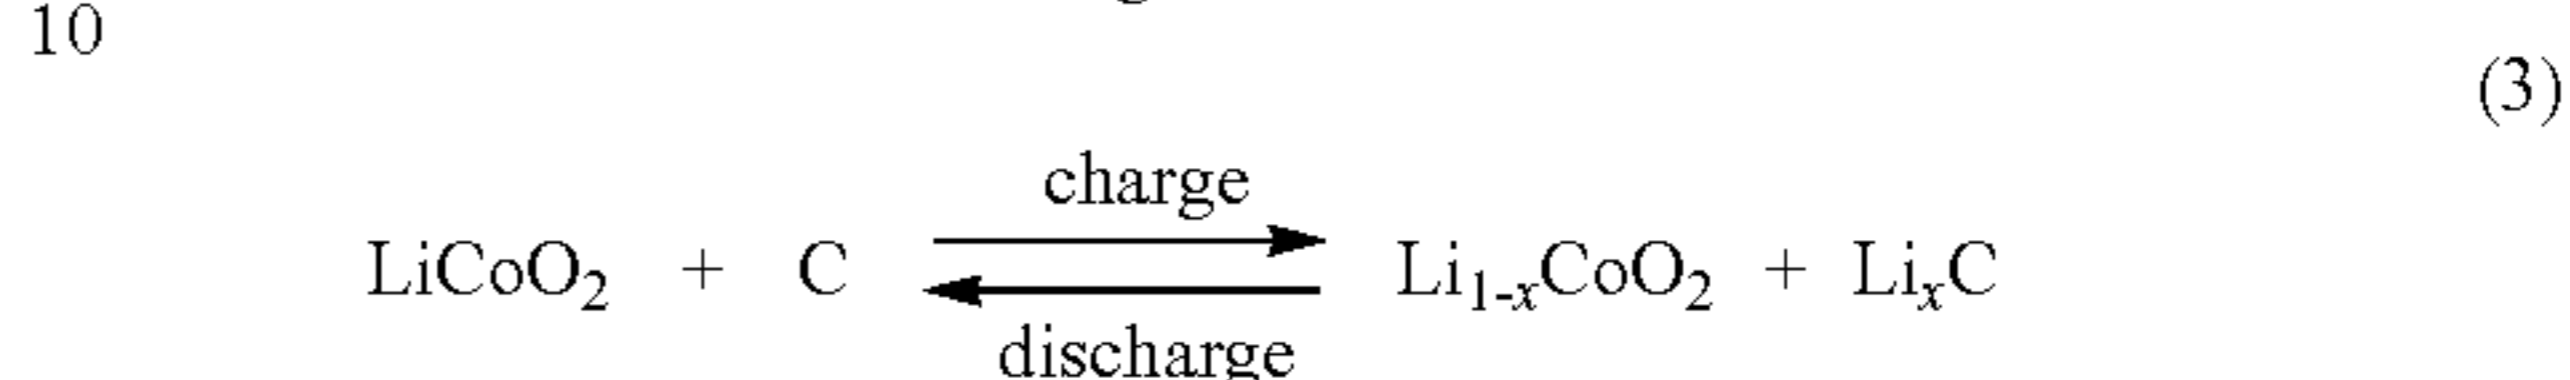 10
(3)
charge
LiCoO₂ + C ⇌ Li₁₋ₓCoO₂ + LiₓC
discharge